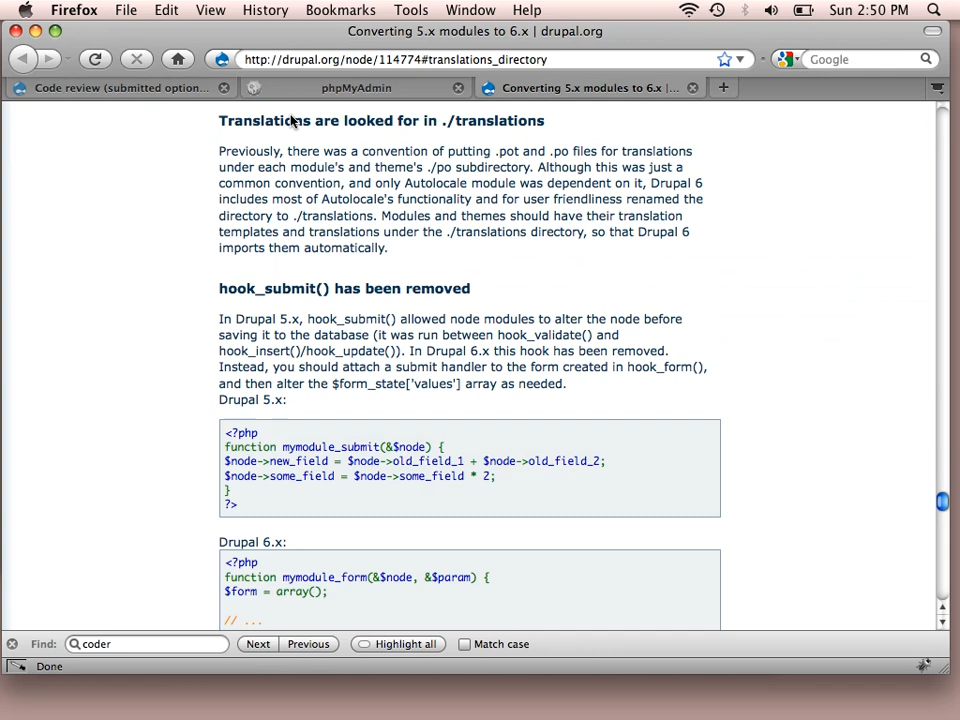 Firefox File Edit View History Bookmarks Tools Window Help Sun 2:50 PM
Converting 5.x modules to 6.x | drupal.org
http://drupal.org/node/114774#translations_directory Google
Code review (submitted option... phpMyAdmin Converting 5.x modules to 6.x |...
Translations are looked for in ./translations
Previously, there was a convention of putting .pot and .po files for translations
under each module's and theme's ./po subdirectory. Although this was just a
common convention, and only Autolocale module was dependent on it, Drupal 6
includes most of Autolocale's functionality and for user friendliness renamed the
directory to ./translations. Modules and themes should have their translation
templates and translations under the ./translations directory, so that Drupal 6
imports them automatically.
hook_submit() has been removed
In Drupal 5.x, hook_submit() allowed node modules to alter the node before
saving it to the database (it was run between hook_validate() and
hook_insert()/hook_update()). In Drupal 6.x this hook has been removed.
Instead, you should attach a submit handler to the form created in hook_form(),
and then alter the $form_state['values'] array as needed.
Drupal 5.x:
<?php
function mymodule_submit(&$node) {
$node->new_field = $node->old_field_1 + $node->old_field_2;
$node->some_field = $node->some_field * 2;
}
?>
Drupal 6.x:
<?php
function mymodule_form(&$node, &$param) {
$form = array();
// ...
Find: coder Next Previous Highlight all Match case
Done